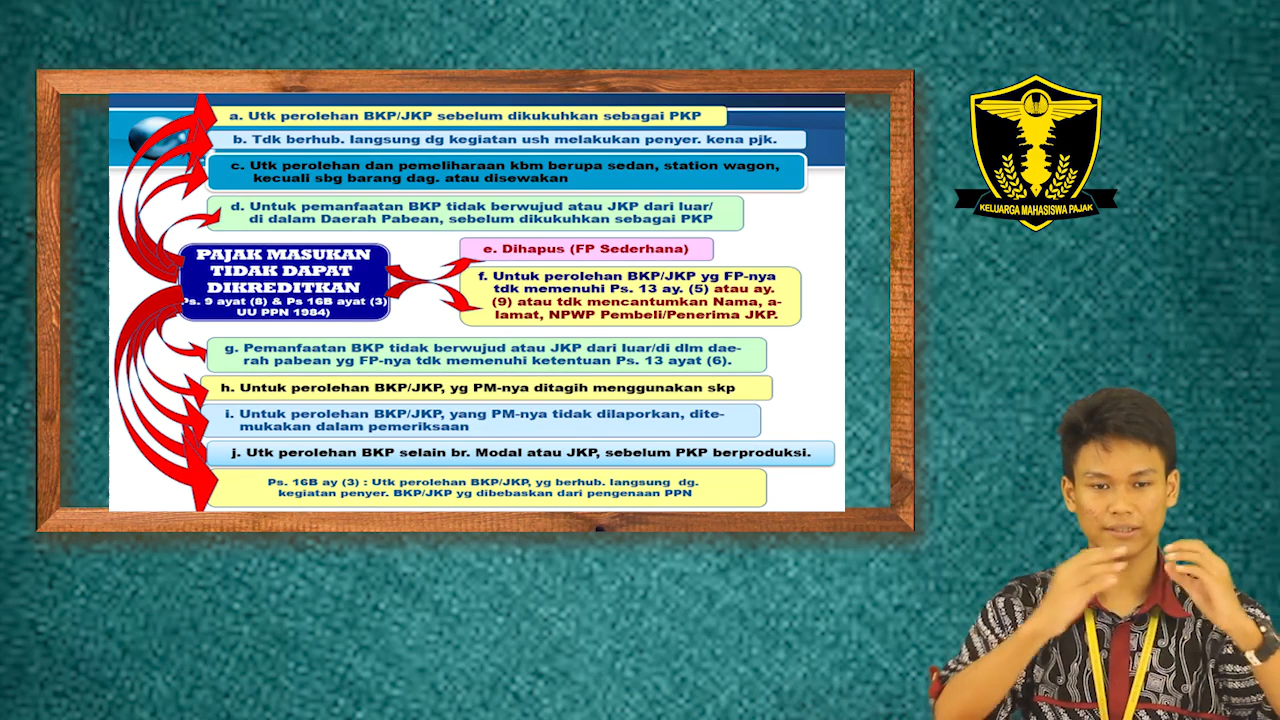 a. Utk perolehan BKP/JKP sebelum dikukuhkan sebagai PKP
b. Tdk berhub. langsung dg kegiatan ush melakukan penyer. kena pjk.
c. Utk perolehan dan pemeliharaan kbm berupa sedan, station wagon,
kecuali sbg barang dag. atau disewakan
d. Untuk pemanfaatan BKP tidak berwujud atau JKP dari luar/
di dalam Daerah Pabean, sebelum dikukuhkan sebagai PKP
PAJAK MASUKAN
TIDAK DAPAT
DIKREDITKAN
Ps. 9 ayat (8) & Ps 16B ayat (3)
UU PPN 1984)
e. Dihapus (FP Sederhana)
f. Untuk perolehan BKP/JKP yg FP-nya
tdk memenuhi Ps. 13 ay. (5) atau ay.
(9) atau tdk mencantumkan Nama, a-
lamat, NPWP Pembeli/Penerima JKP.
g. Pemanfaatan BKP tidak berwujud atau JKP dari luar/di dlm dae-
rah pabean yg FP-nya tdk memenuhi ketentuan Ps. 13 ayat (6).
h. Untuk perolehan BKP/JKP, yg PM-nya ditagih menggunakan skp
i. Untuk perolehan BKP/JKP, yang PM-nya tidak dilaporkan, dite-
mukakan dalam pemeriksaan
j. Utk perolehan BKP selain br. Modal atau JKP, sebelum PKP berproduksi.
Ps. 16B ay (3) : Utk perolehan BKP/JKP, yg berhub. langsung dg.
kegiatan penyer. BKP/JKP yg dibebaskan dari pengenaan PPN
KELUARGA MAHASISWA PAJAK